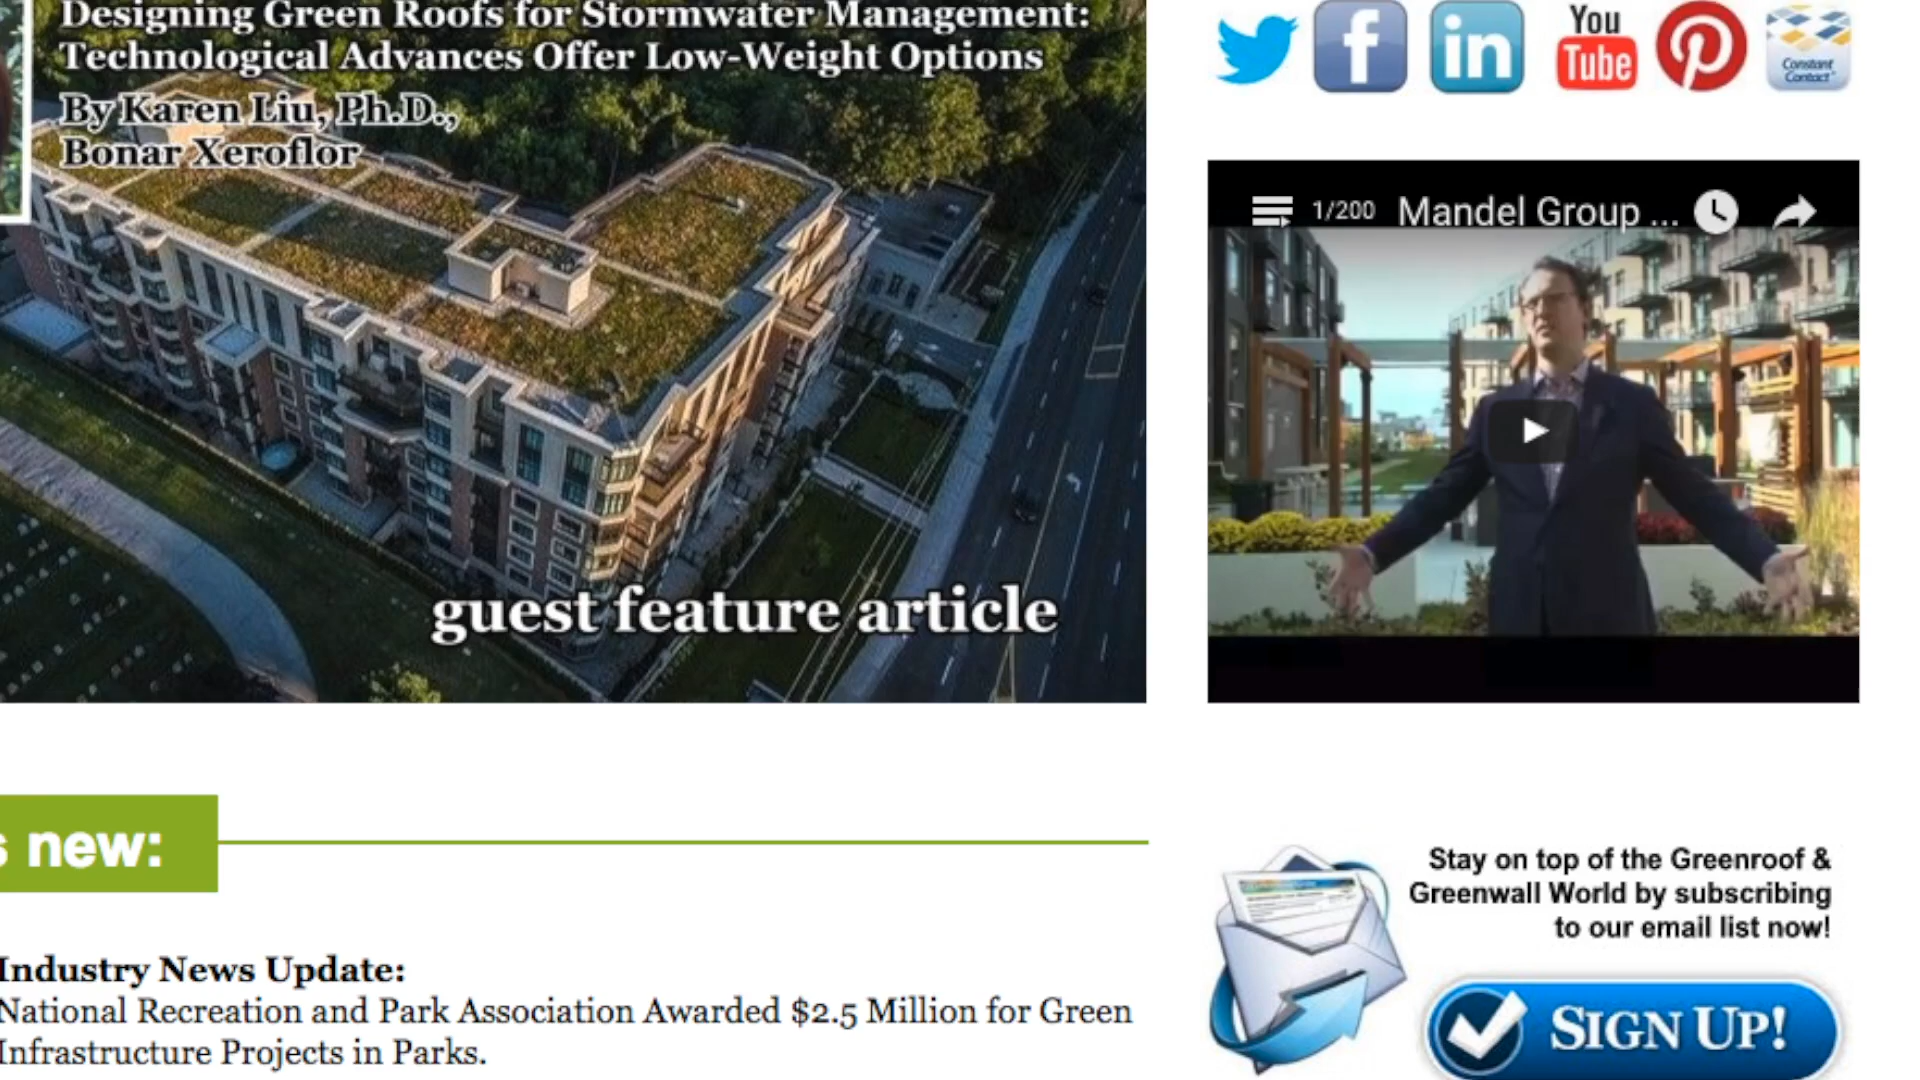 Designing Green Roofs for Stormwater Management:
Technological Advances Offer Low-Weight Options
By Karen Liu, Ph.D.,
Bonar Xeroflor
guest feature article
f
in
You
Tube
Constant
Contact
1/200 Mandel Group ...
s new:
Industry News Update:
National Recreation and Park Association Awarded $2.5 Million for Green
Infrastructure Projects in Parks.
Stay on top of the Greenroof &
Greenwall World by subscribing
to our email list now!
SIGN UP!